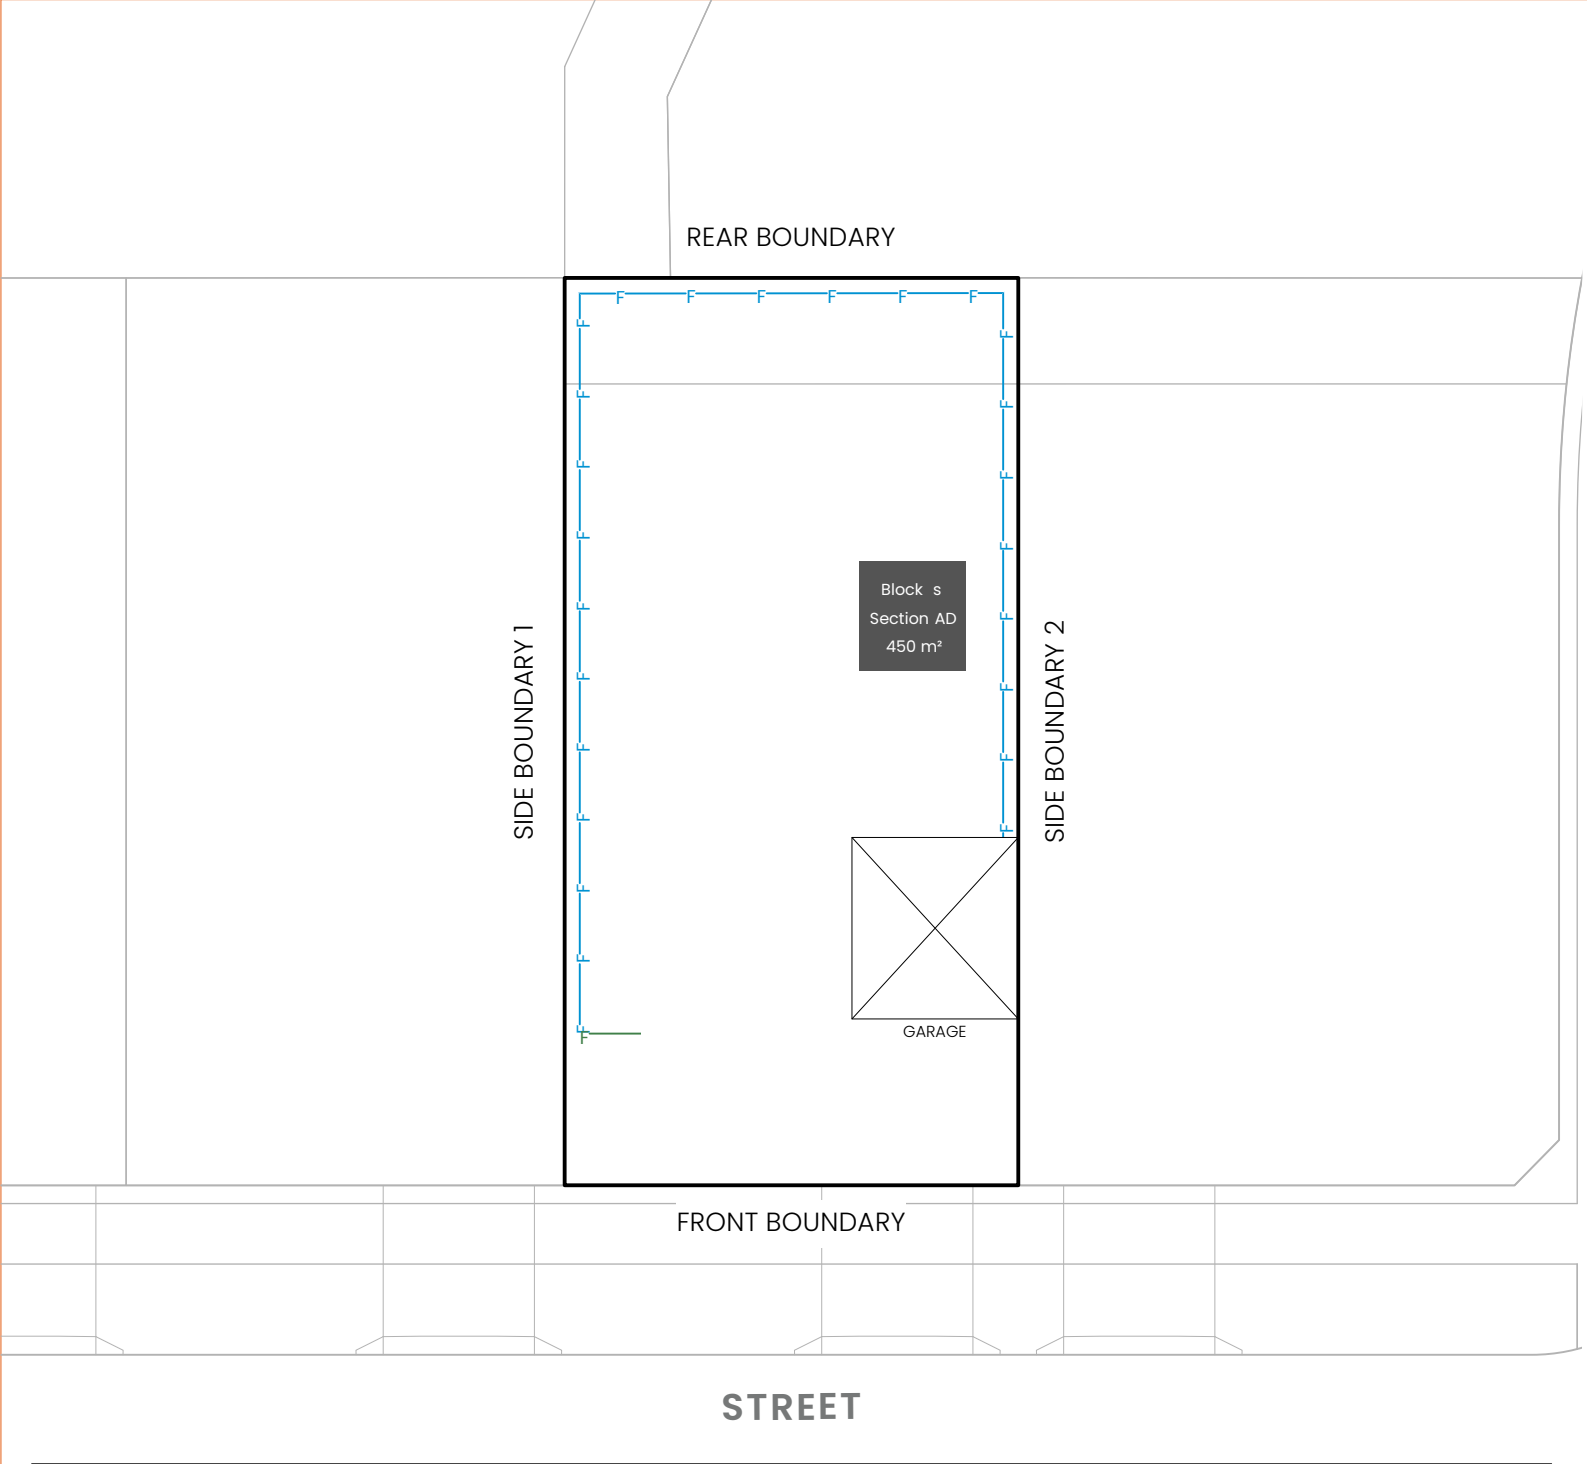 REAR BOUNDARY
F F F F F F
F F F F F F F F F F F
F F F F F F F F
Block s
Section AD
450 m²
SIDE BOUNDARY 1
SIDE BOUNDARY 2
F
GARAGE
FRONT BOUNDARY
STREET